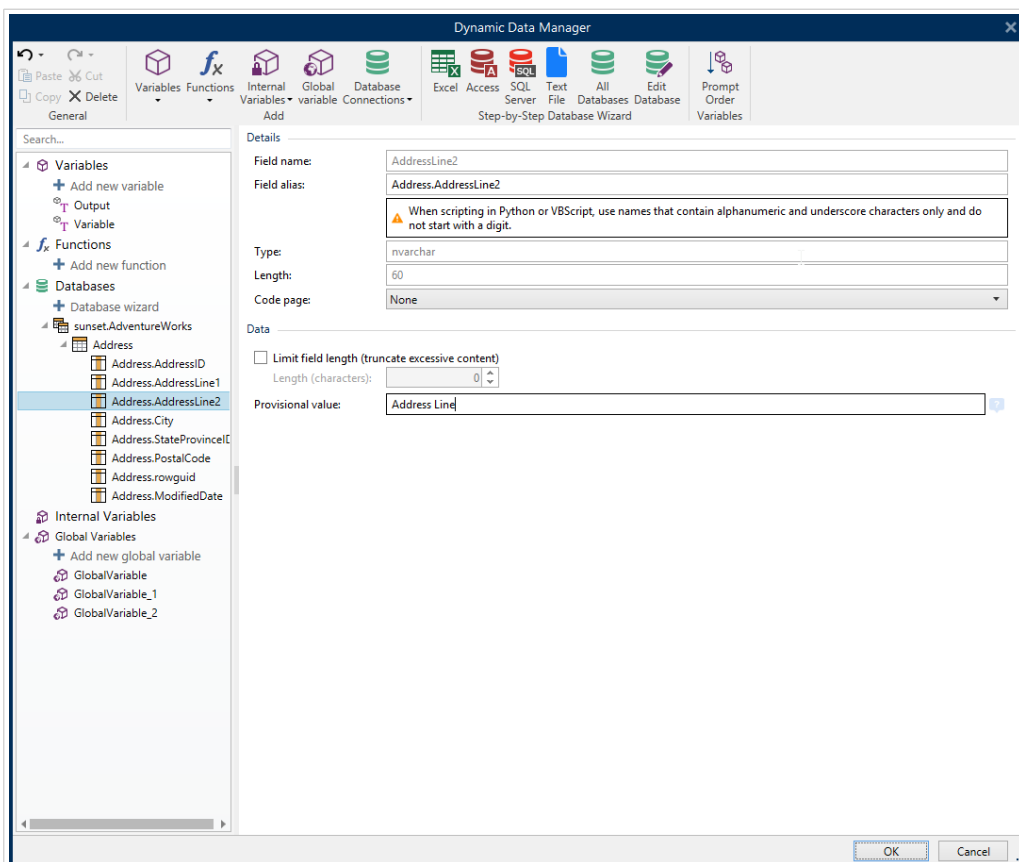 Dynamic Data Manager
Paste Cut
Copy Delete
General
Variables Functions
Internal Variables
Global variable
Database Connections
Add
Excel Access SQL Server Text File All Databases Edit Database
Step-by-Step Database Wizard
Prompt Order
Variables
Search...
Variables
Add new variable
Output
Variable
Functions
Add new function
Databases
Database wizard
sunset.AdventureWorks
Address
Address.AddressID
Address.AddressLine1
Address.AddressLine2
Address.City
Address.StateProvinceID
Address.PostalCode
Address.rowguid
Address.ModifiedDate
Internal Variables
Global Variables
Add new global variable
GlobalVariable
GlobalVariable_1
GlobalVariable_2
Details
Field name: AddressLine2
Field alias: Address.AddressLine2
When scripting in Python or VBScript, use names that contain alphanumeric and underscore characters only and do
not start with a digit.
Type: nvarchar
Length: 60
Code page: None
Data
Limit field length (truncate excessive content)
Length (characters): 0
Provisional value: Address Line
OK Cancel